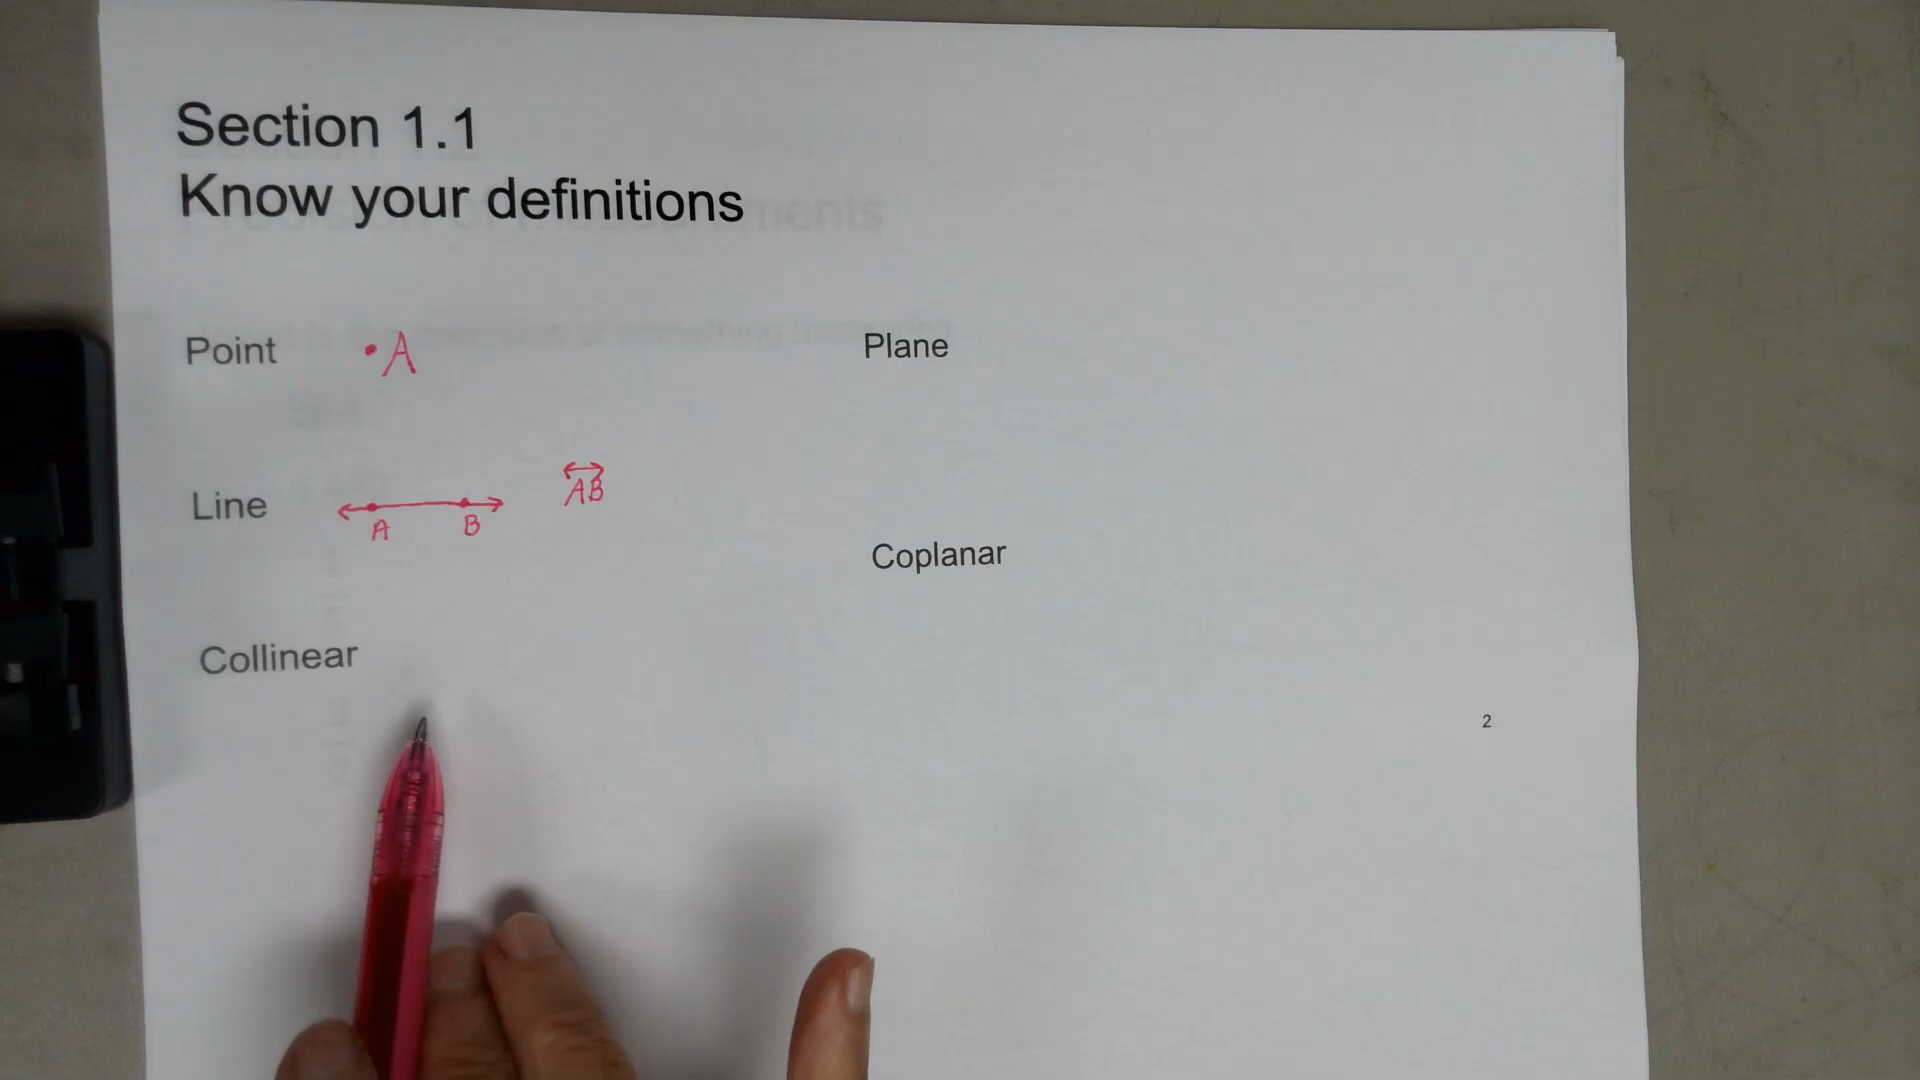 Section 1.1
Know your definitions
Point
A
Line
A
B
AB
Collinear
Plane
Coplanar
2